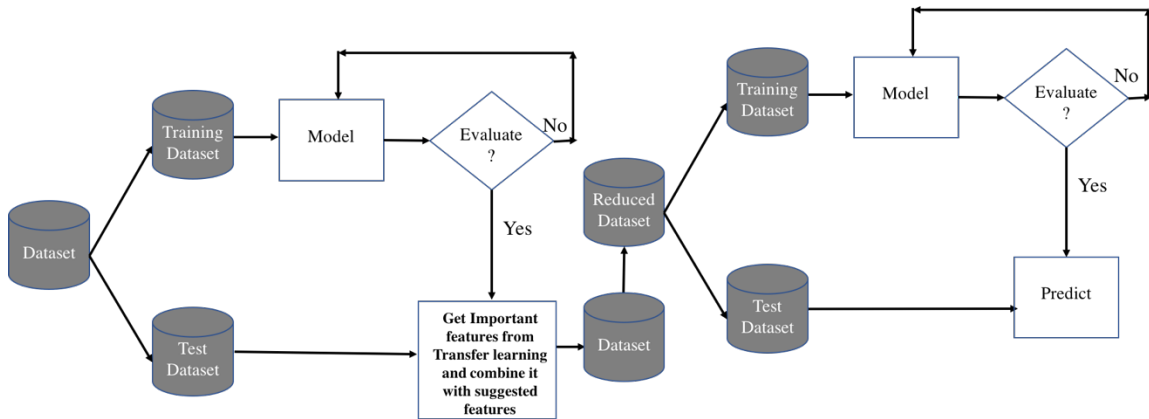 Dataset
Training
Dataset
Test
Dataset
Model
Evaluate
?
No
Yes
Get Important
features from
Transfer learning
and combine it
with suggested
features
Dataset
Reduced
Dataset
Training
Dataset
Test
Dataset
Model
Evaluate
?
No
Yes
Predict